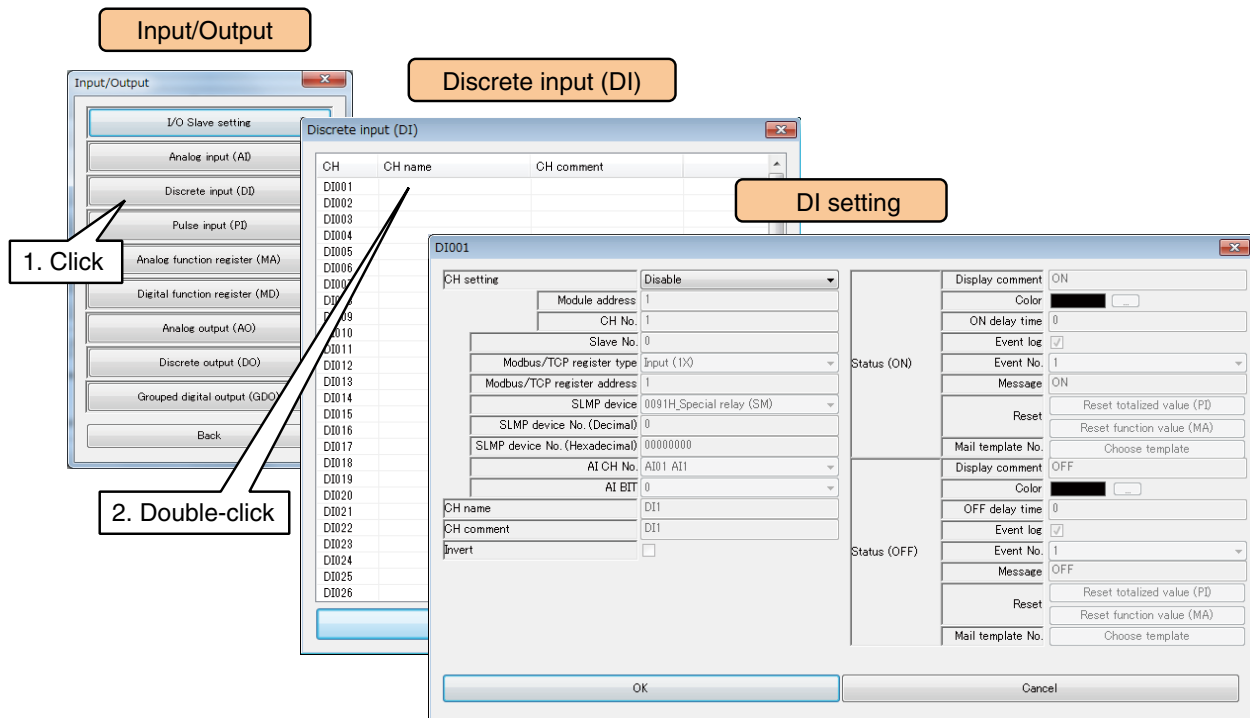 Input/Output
Input/Output
I/O Slave setting
Analog input (AI)
Discrete input (DI)
Pulse input (PI)
Analog function register (MA)
Digital function register (MD)
Analog output (AO)
Discrete output (DO)
Grouped digital output (GDO)
Back
1. Click
Discrete input (DI)
Discrete input (DI)
CH CH name CH comment
DI001
DI002
DI003
DI004
DI005
DI006
DI007
DI010
DI011
DI012
DI013
DI014
DI015
DI016
DI017
DI018
DI019
DI020
DI021
DI022
DI023
DI024
DI025
DI026
2. Double-click
DI setting
DI001
CH setting Disable
Module address 1
CH No. 1
Slave No. 0
Modbus/TCP register type Input (1X)
Modbus/TCP register address 1
SLMP device 0091H_Special relay (SM)
SLMP device No. (Decimal) 0
SLMP device No. (Hexadecimal) 00000000
AI CH No. AI01 AI1
AI BIT 0
CH name DI1
CH comment DI1
Invert
Status (ON)
Display comment ON
Color ...
ON delay time 0
Event log
Event No. 1
Message ON
Reset
Reset totalized value (PI)
Reset function value (MA)
Mail template No. Choose template
Status (OFF)
Display comment OFF
Color ...
OFF delay time 0
Event log
Event No. 1
Message OFF
Reset
Reset totalized value (PI)
Reset function value (MA)
Mail template No. Choose template
OK
Cancel